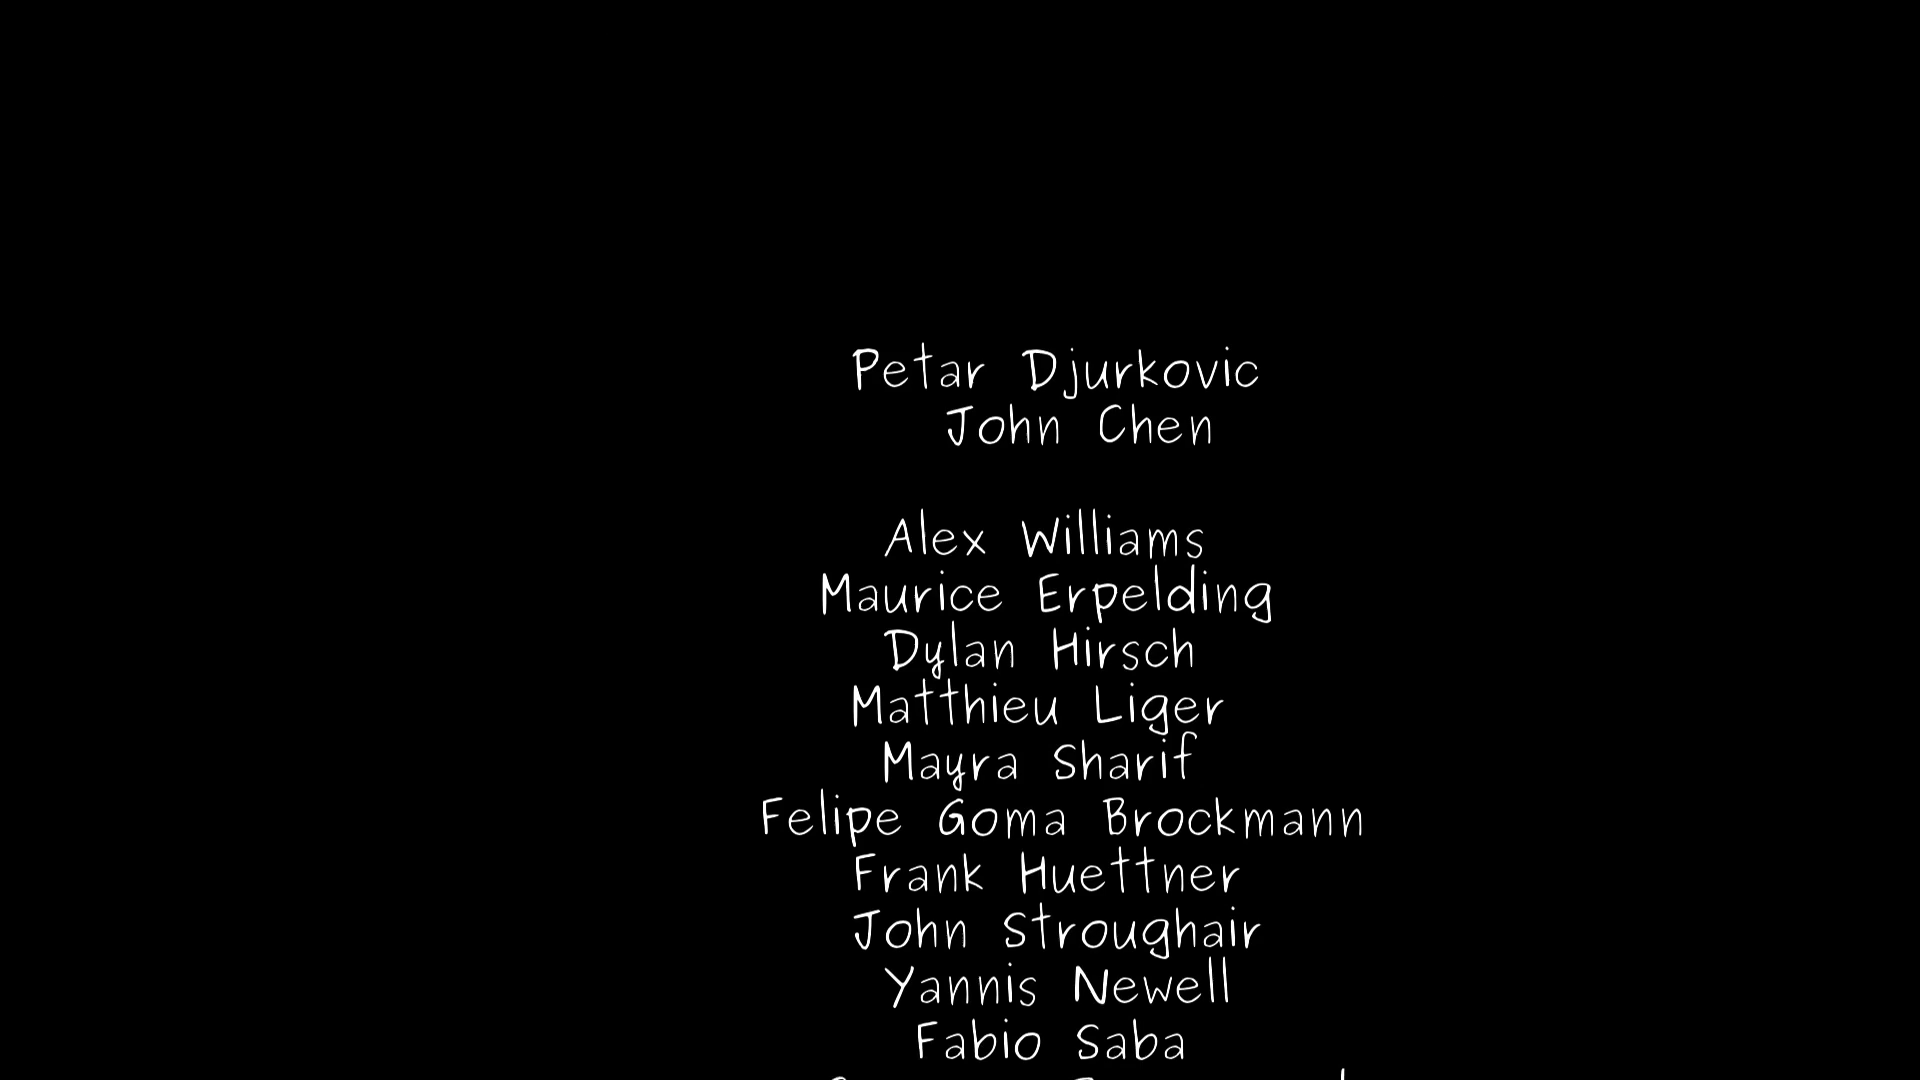 Petar Djurkovic
John Chen
Alex Williams
Maurice Erpelding
Dylan Hirsch
Matthieu Liger
Mayra Sharif
Felipe Goma Brockmann
Frank Huettner
John Stroughair
Yannis Newell
Fabio Saba